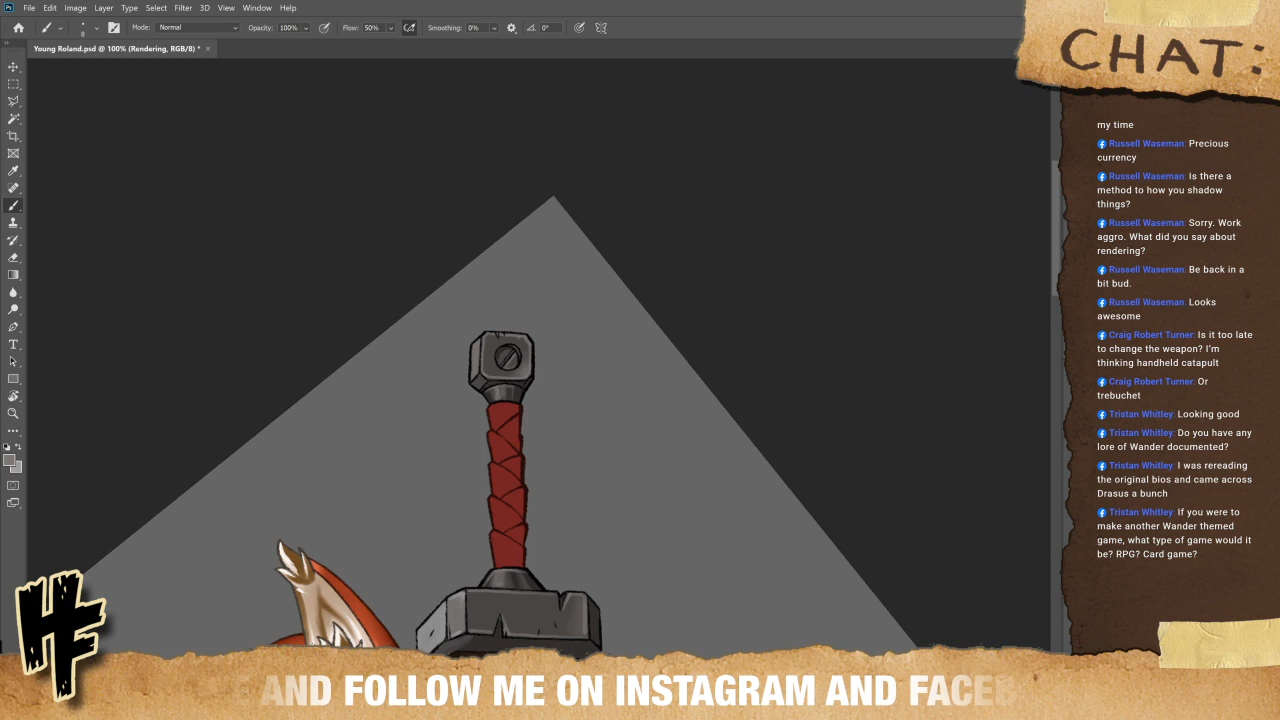 File Edit Image Layer Type Select Filter 3D View Window Help
Mode: Normal Opacity: 100% Flow: 50% Smoothing: 0% 0°
Young Roland.psd @ 100% (Rendering, RGB/8) * ×
CHAT:
my time
Russell Waseman: Precious
currency
Russell Waseman: Is there a
method to how you shadow
things?
Russell Waseman: Sorry. Work
aggro. What did you say about
rendering?
Russell Waseman: Be back in a
bit bud.
Russell Waseman: Looks
awesome
Craig Robert Turner: Is it too late
to change the weapon? I'm
thinking handheld catapult
Craig Robert Turner: Or
trebuchet
Tristan Whitley: Looking good
Tristan Whitley: Do you have any
lore of Wander documented?
Tristan Whitley: I was rereading
the original bios and came across
Drasus a bunch
Tristan Whitley: If you were to
make another Wander themed
game, what type of game would it
be? RPG? Card game?
HF
AND FOLLOW ME ON INSTAGRAM AND FACEB